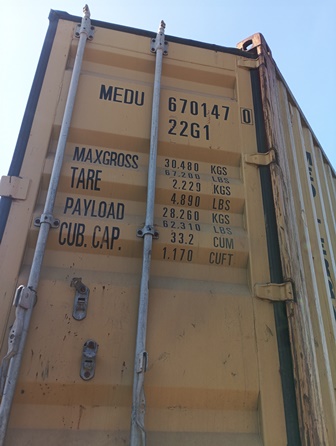 MEDU 670147 0
22G1
MAXGROSS 30.480 KGS
67.200 LBS
TARE 2.229 KGS
4.890 LBS
PAYLOAD 28.260 KGS
62.310 LBS
CUB. CAP. 33.2 CUM
1.170 CUFT